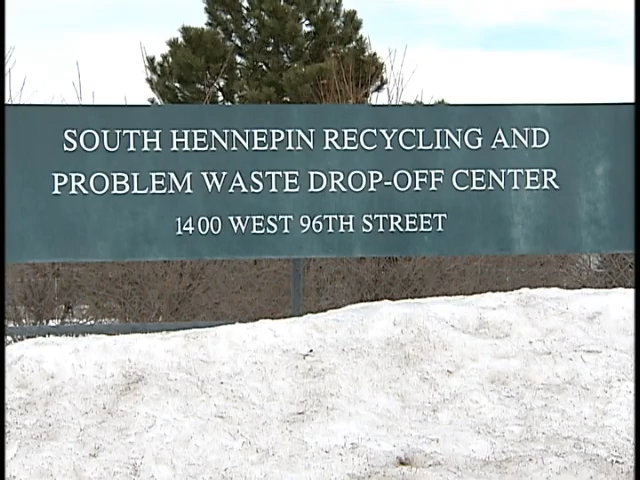 SOUTH HENNEPIN RECYCLING AND
PROBLEM WASTE DROP-OFF CENTER
1400 WEST 96TH STREET